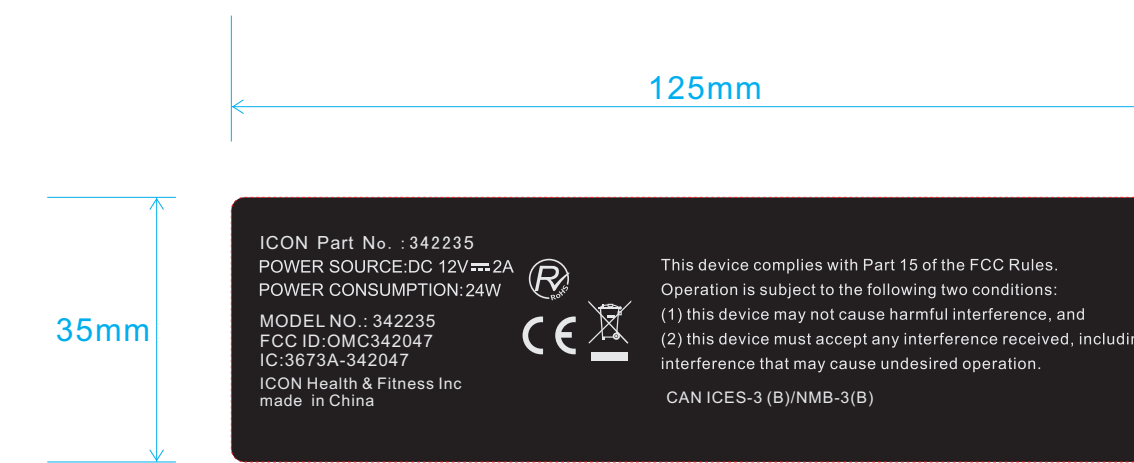 125mm
35mm
ICON Part No. :342235
POWER SOURCE:DC 12V 2A
POWER CONSUMPTION:24W
MODEL NO.: 342235
FCC ID:OMC342047
IC:3673A-342047
ICON Health & Fitness Inc
made in China
R
RoHS
CE
This device complies with Part 15 of the FCC Rules.
Operation is subject to the following two conditions:
(1) this device may not cause harmful interference, and
(2) this device must accept any interference received,
interference that may cause undesired operation.
CAN ICES-3 (B)/NMB-3(B)